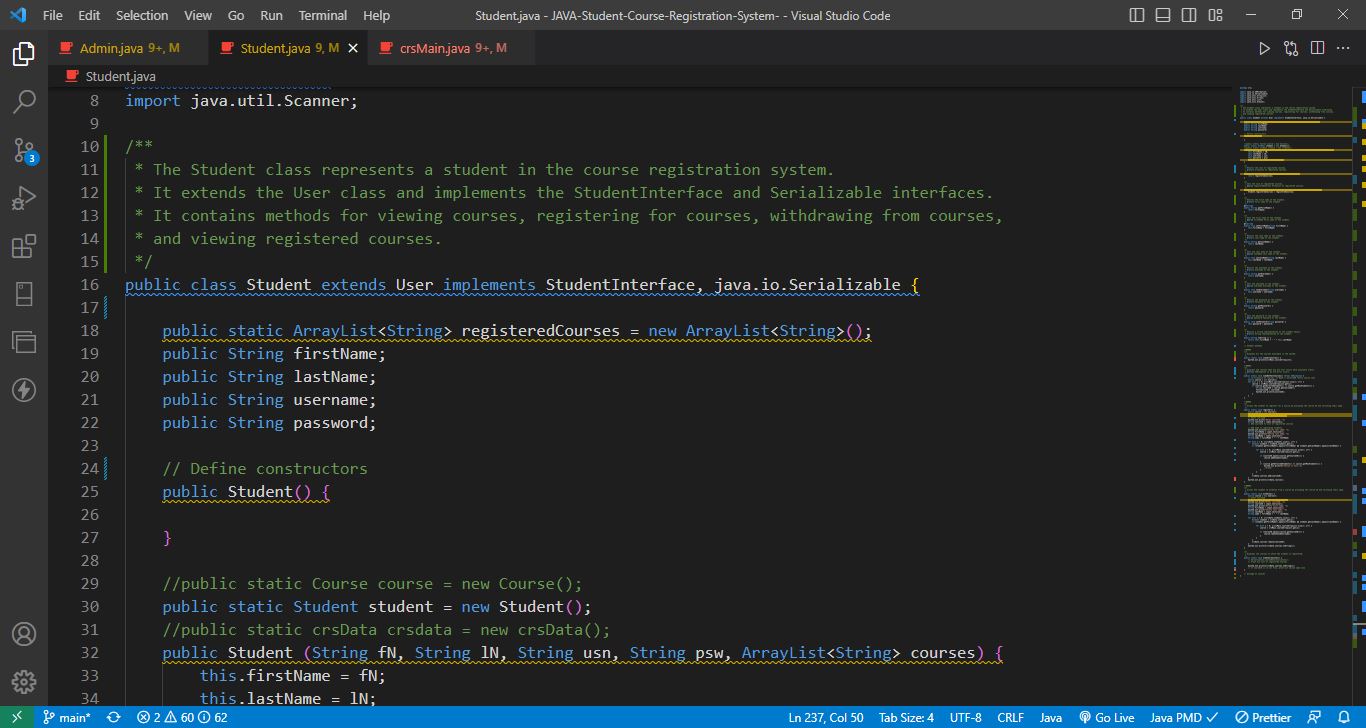 File Edit Selection View Go Run Terminal Help Student.java - JAVA-Student-Course-Registration-System- - Visual Studio Code
Admin.java 9+, M Student.java 9, M crsMain.java 9+, M
Student.java
8 import java.util.Scanner;
9
10 /**
11 * The Student class represents a student in the course registration system.
12 * It extends the User class and implements the StudentInterface and Serializable interfaces.
13 * It contains methods for viewing courses, registering for courses, withdrawing from courses,
14 * and viewing registered courses.
15 */
16 public class Student extends User implements StudentInterface, java.io.Serializable {
17
18 public static ArrayList<String> registeredCourses = new ArrayList<String>();
19 public String firstName;
20 public String lastName;
21 public String username;
22 public String password;
23
24 // Define constructors
25 public Student() {
26
27 }
28
29 //public static Course course = new Course();
30 public static Student student = new Student();
31 //public static crsData crsdata = new crsData();
32 public Student (String fN, String lN, String usn, String psw, ArrayList<String> courses) {
33 this.firstName = fN;
34 this.lastName = lN;
3
main* 2 60 62 Ln 237, Col 50 Tab Size: 4 UTF-8 CRLF Java Go Live Java PMD Prettier